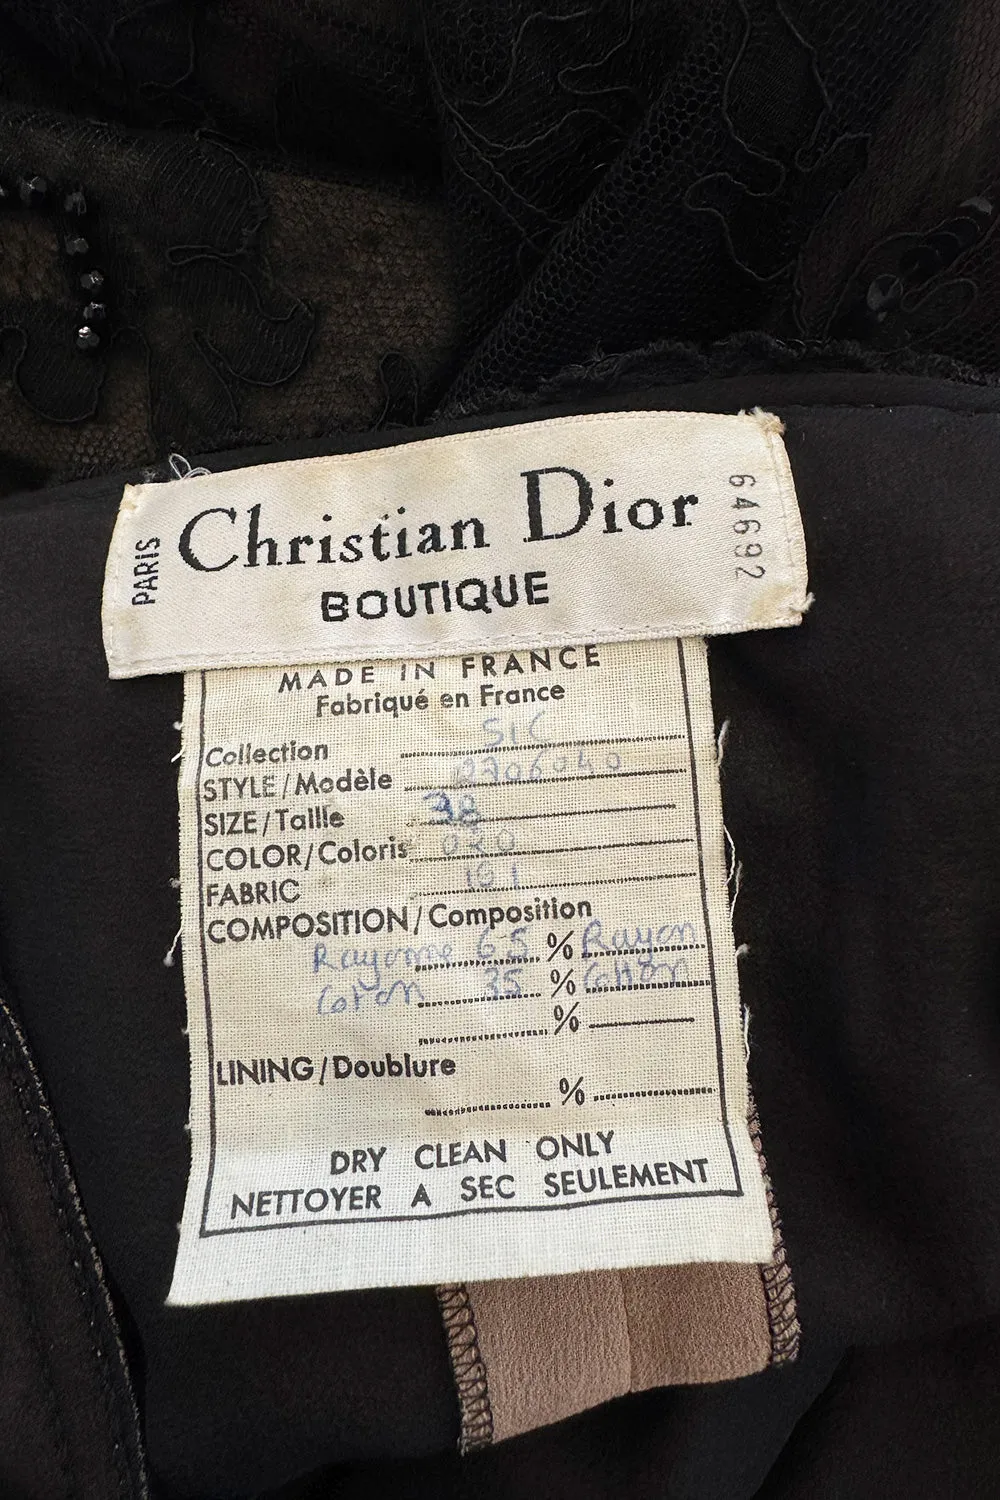 PARIS
Christian Dior
64692
BOUTIQUE
MADE IN FRANCE
Fabriqué en France
Collection SIC
STYLE/Modèle 2706040
SIZE/Taille 38
COLOR/Coloris 020
FABRIC 101
COMPOSITION/Composition
Rayonne 65 % Rayon
Coton 35 % Cotton
%
LINING/Doublure
%
DRY CLEAN ONLY
NETTOYER A SEC SEULEMENT